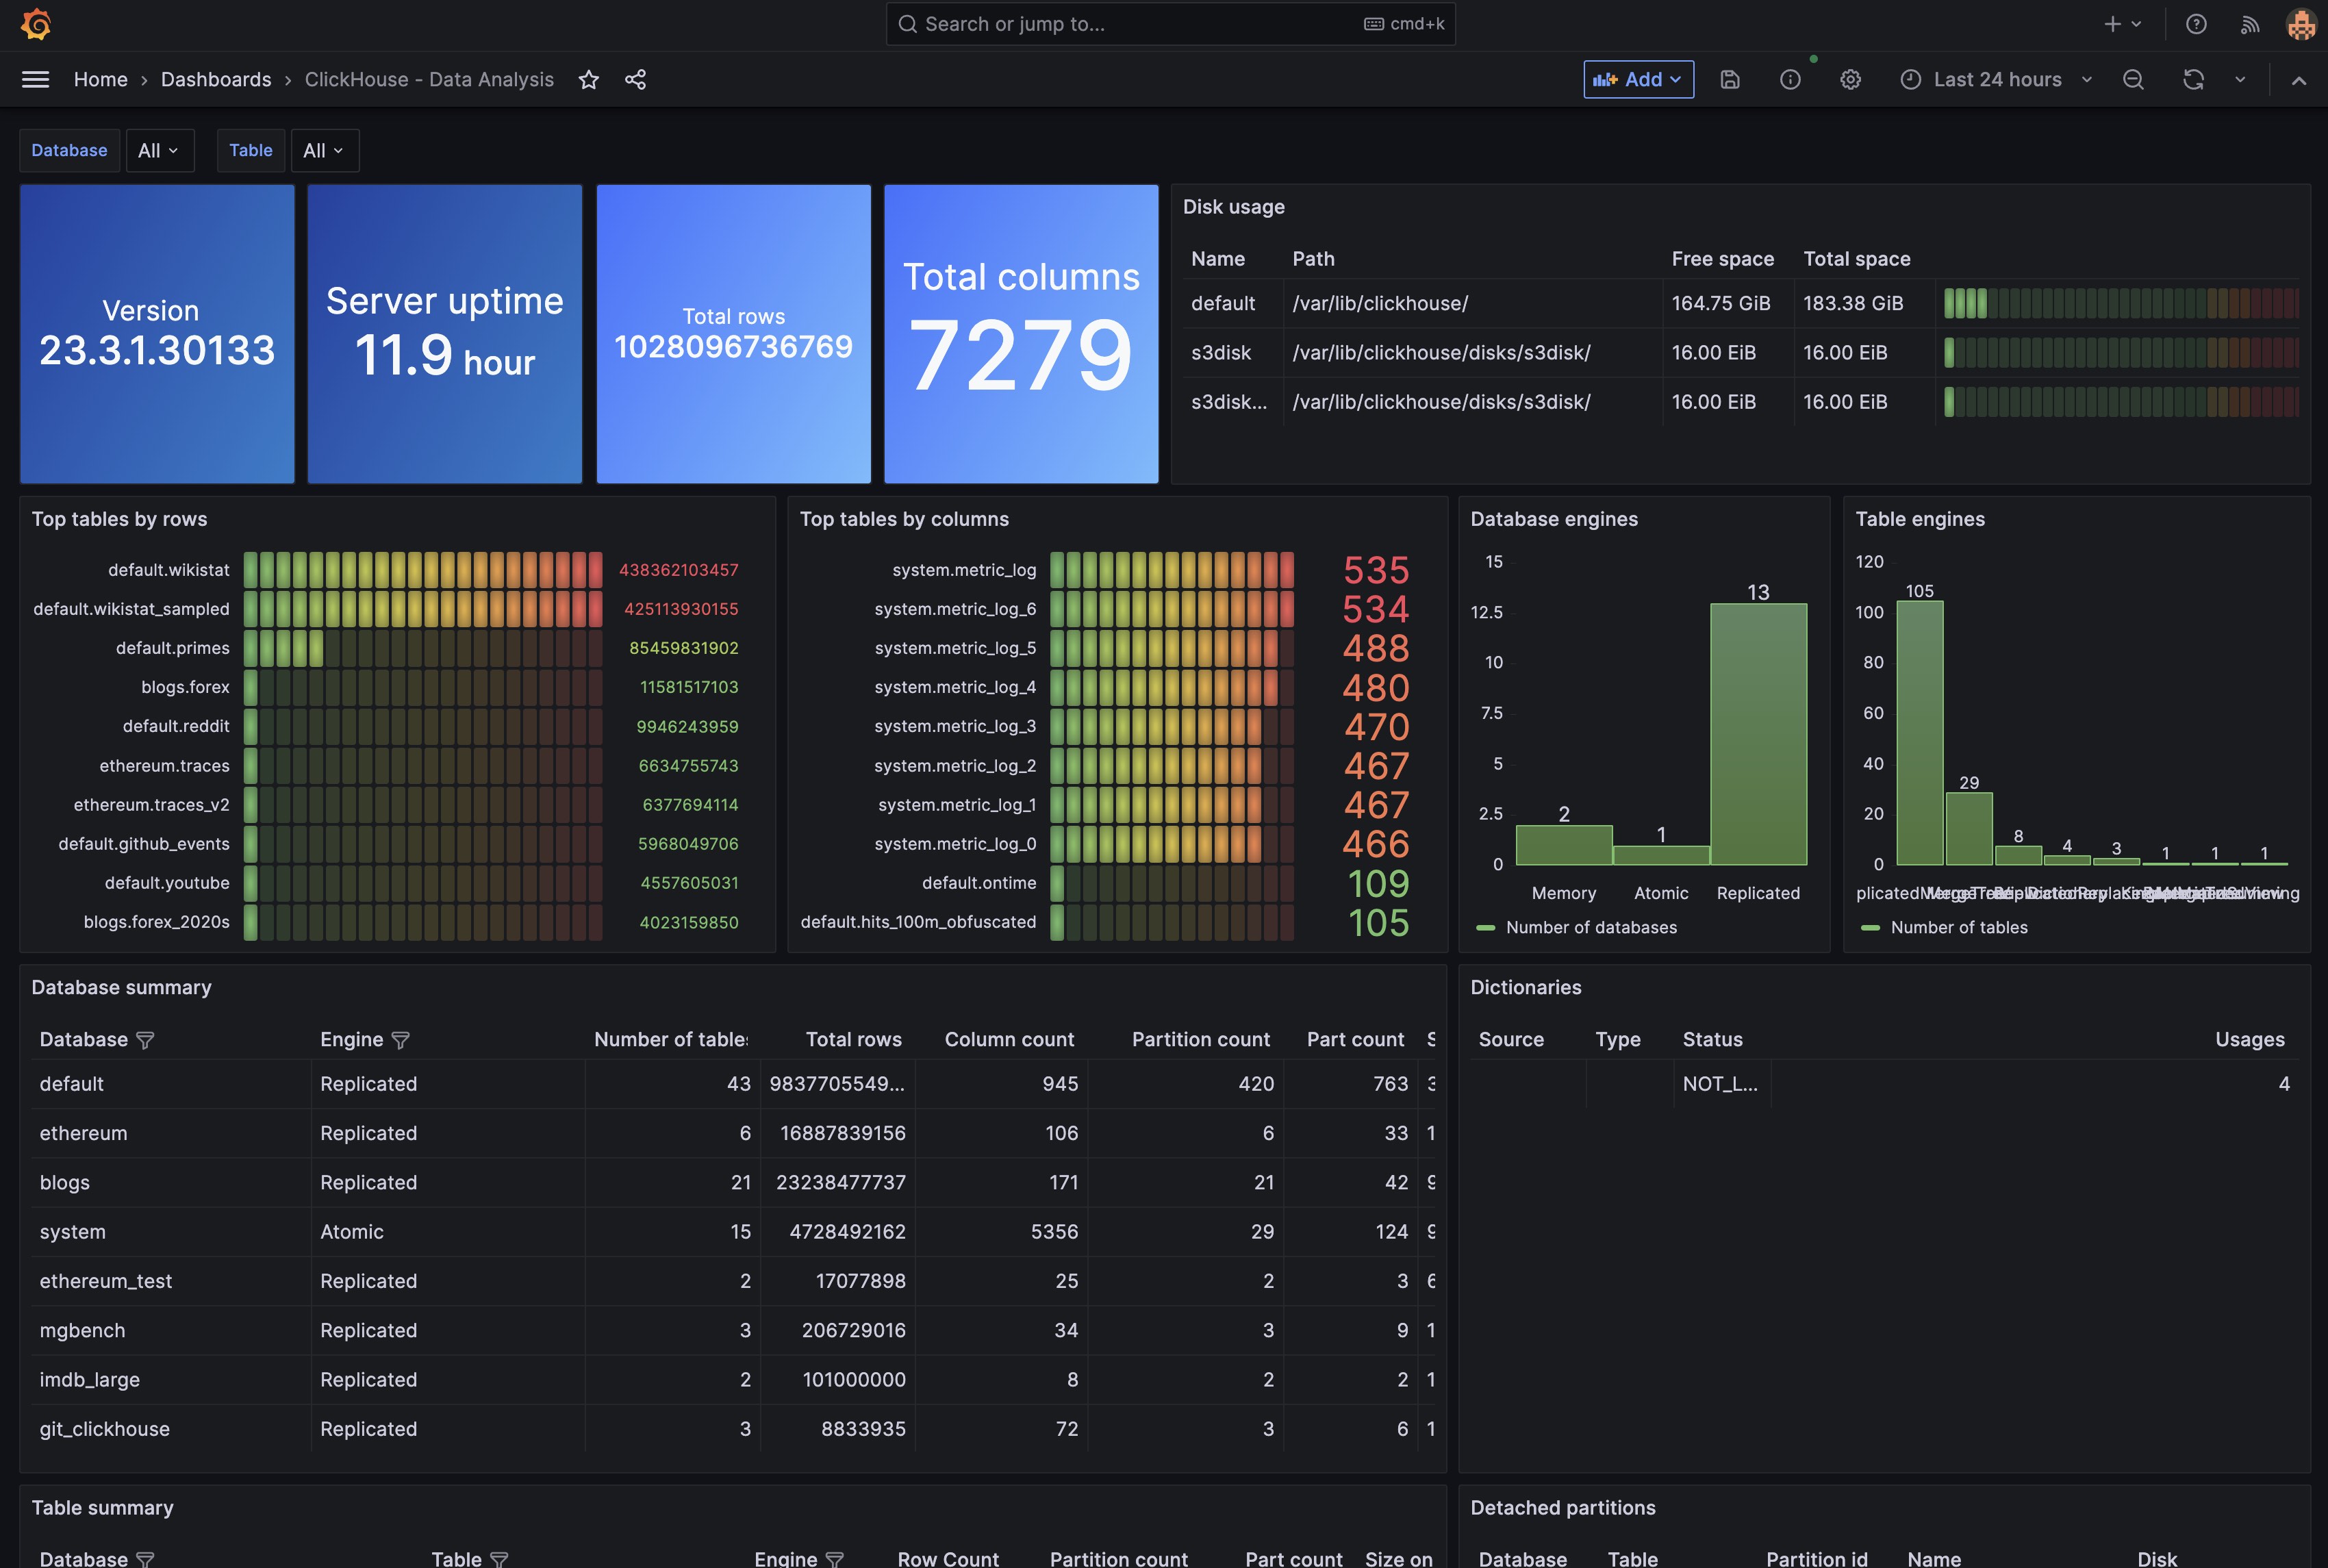 Search or jump to... cmd+k
Home › Dashboards › ClickHouse - Data Analysis Add Last 24 hours
Database All Table All
Version
23.3.1.30133
Server uptime
11.9 hour
Total rows
1028096736769
Total columns
7279
Disk usage
Name Path Free space Total space
default /var/lib/clickhouse/ 164.75 GiB 183.38 GiB
s3disk /var/lib/clickhouse/disks/s3disk/ 16.00 EiB 16.00 EiB
s3disk... /var/lib/clickhouse/disks/s3disk/ 16.00 EiB 16.00 EiB
Top tables by rows
default.wikistat 438362103457
default.wikistat_sampled 425113930155
default.primes 85459831902
blogs.forex 11581517103
default.reddit 9946243959
ethereum.traces 6634755743
ethereum.traces_v2 6377694114
default.github_events 5968049706
default.youtube 4557605031
blogs.forex_2020s 4023159850
Top tables by columns
system.metric_log 535
system.metric_log_6 534
system.metric_log_5 488
system.metric_log_4 480
system.metric_log_3 470
system.metric_log_2 467
system.metric_log_1 467
system.metric_log_0 466
default.ontime 109
default.hits_100m_obfuscated 105
Database engines
15
12.5
10
7.5
5
2.5
0
2 1 13
Memory Atomic Replicated
Number of databases
Table engines
120
100
80
60
40
20
0
105 29 8 4 3 1 1 1
Number of tables
Database summary
Database Engine Number of tables Total rows Column count Partition count Part count S
default Replicated 43 9837705549... 945 420 763 3
ethereum Replicated 6 16887839156 106 6 33 1
blogs Replicated 21 23238477737 171 21 42 9
system Atomic 15 4728492162 5356 29 124 9
ethereum_test Replicated 2 17077898 25 2 3 6
mgbench Replicated 3 206729016 34 3 9 1
imdb_large Replicated 2 101000000 8 2 2 1
git_clickhouse Replicated 3 8833935 72 3 6 1
Dictionaries
Source Type Status Usages
NOT_L... 4
Table summary
Database Table Engine Row Count Partition count Part count Size on
Detached partitions
Database Table Partition id Name Disk